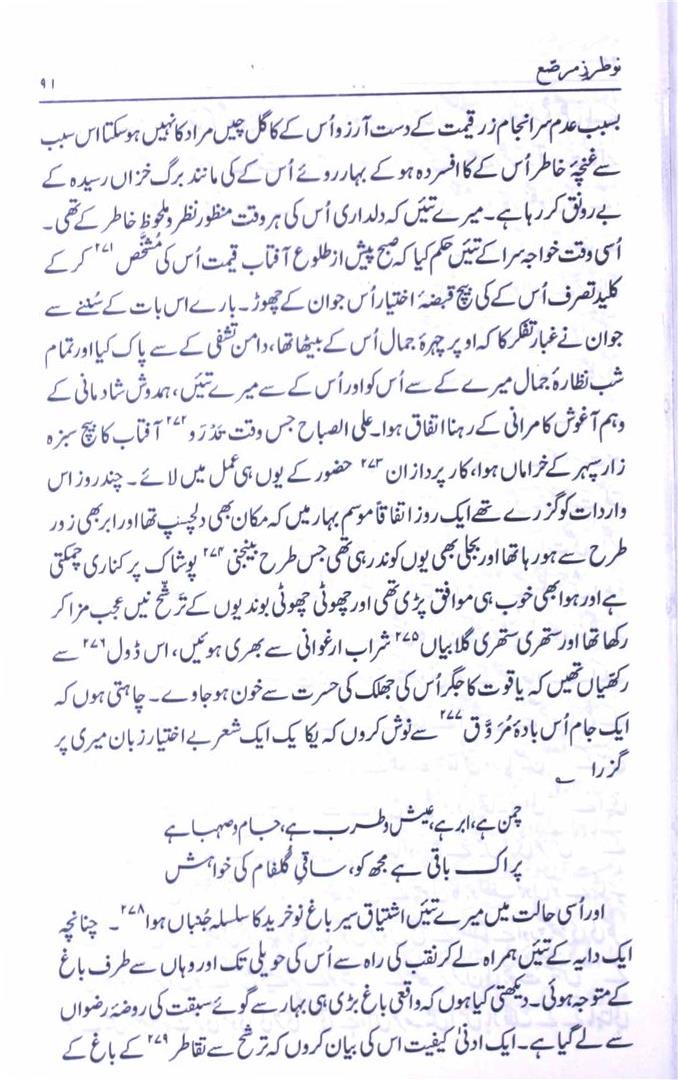 نو طرزِ مرصّع
۹۱
بسبب عدم سرانجام زر قیمت کے دست آرزو اُس کے کا گل چیں مراد کا نہیں ہو سکتا اس سبب
سے غنچۂ خاطر اُس کے کا افسردہ ہو کے بہار روئے اُس کے کی مانند برگ خزاں رسیدہ کے
بے رونق کر رہا ہے۔ میرے تئیں کہ دلداری اُس کی ہر وقت منظور نظر و ملحوظ خاطر کے تھی۔
اُسی وقت خواجہ سرا کے تئیں حکم کیا کہ صبح پیش از طلوع آفتاب قیمت اُس کی مُشَخَّص ۲۷۱ کر کے
کلید تصرف اُس کے کی بیچ قبضۂ اختیار اُس جوان کے چھوڑ۔ بارے اس بات کے سُننے سے
جوان نے غبار تفکر کا کہ اوپر چہرۂ جمال اُس کے بیٹھا تھا، دامن تشفی کے سے پاک کیا اور تمام
شب نظارۂ جمال میرے کے سے اُس کو اور اُس کے سے میرے تئیں، ہمدوش شادمانی کے
و ہم آغوش کامرانی کے رہنا اتفاق ہوا۔ علی الصباح جس وقت تَدَرْو ۲۷۲ آفتاب کا بیچ سبزہ
زار سپہر کے خراماں ہوا، کار پردازان ۲۷۳ حضور کے یوں ہی عمل میں لائے۔ چند روز اس
واردات کو گزرے تھے ایک روز اتفاقاً موسم بہار میں کہ مکان بھی دلچسپ تھا اور ابر بھی زور
طرح سے ہو رہا تھا اور بجلی بھی یوں کوند رہی تھی جس طرح بینجنی ۲۷۴ پوشاک پر کناری چمکتی
ہے اور ہوا بھی خوب ہی موافق پڑی تھی اور چھوٹی چھوٹی بوندیوں کے ترشّح نیں عجب مزا کر
رکھا تھا اور ستھری ستھری گلابیاں ۲۷۵ شراب ارغوانی سے بھری ہوئیں، اس ڈول ۲۷۶ سے
رکھیاں تھیں کہ یاقوت کا جگر اُس کی جھلک کی حسرت سے خون ہو جاوے۔ چاہتی ہوں کہ
ایک جام اُس بادۂ مُرَوَّق ۲۷۷ سے نوش کروں کہ یکا یک ایک شعر بے اختیار زبان میری پر
گزرا ؎
چمن ہے، ابر ہے، عیش و طرب ہے، جام و صہبا ہے
پر اک باقی ہے مجھ کو، ساقیِ گُلفام کی خواہش
اور اُسی حالت میں میرے تئیں اشتیاق سیر باغ نو خرید کا سلسلہ جُنباں ہوا ۲۷۸۔ چنانچہ
ایک دایہ کے تئیں ہمراہ لے کر نقب کی راہ سے اُس کی حویلی تک اور وہاں سے طرف باغ
کے متوجہ ہوئی۔ دیکھتی کیا ہوں کہ واقعی باغ بڑی ہی بہار سے گوئے سبقت کی روضۂ رضواں
سے لے گیا ہے۔ ایک ادنیٰ کیفیت اس کی بیان کروں کہ ترشح سے تقاطر ۲۷۹ کے باغ کے